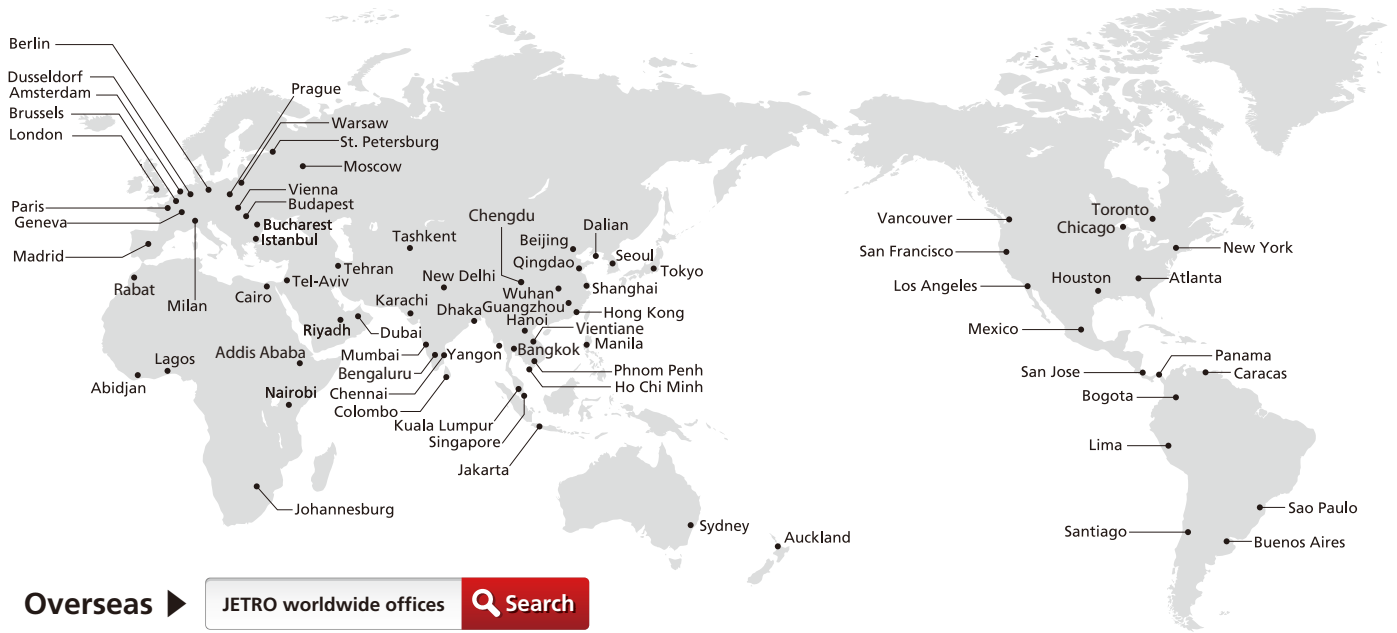 Berlin
Dusseldorf
Amsterdam
Brussels
London
Paris
Geneva
Madrid
Prague
Warsaw
St. Petersburg
Moscow
Vienna
Budapest
Bucharest
Istanbul
Rabat
Milan
Cairo
Tel-Aviv
Tehran
Tashkent
Chengdu
Dalian
Beijing
Qingdao
Seoul
Tokyo
New Delhi
Wuhan
Shanghai
Karachi
Dhaka
Guangzhou
Hanoi
Hong Kong
Riyadh
Dubai
Vientiane
Manila
Mumbai
Yangon
Bangkok
Bengaluru
Phnom Penh
Chennai
Ho Chi Minh
Colombo
Kuala Lumpur
Singapore
Jakarta
Lagos
Addis Ababa
Abidjan
Nairobi
Johannesburg
Sydney
Auckland
Vancouver
Toronto
Chicago
San Francisco
New York
Los Angeles
Houston
Atlanta
Mexico
Panama
San Jose
Caracas
Bogota
Lima
Sao Paulo
Santiago
Buenos Aires
Overseas
JETRO worldwide offices
Search